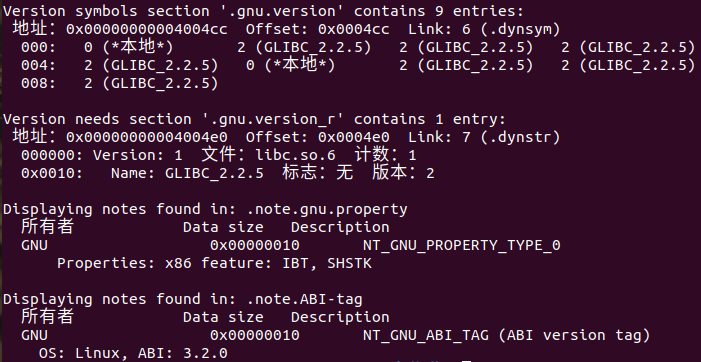 Version symbols section '.gnu.version' contains 9 entries:
 地址: 0x00000000004004cc  Offset: 0x0004cc  Link: 6 (.dynsym)
  000:   0 (*本地*)       2 (GLIBC_2.2.5)   2 (GLIBC_2.2.5)   2 (GLIBC_2.2.5)
  004:   2 (GLIBC_2.2.5)   0 (*本地*)       2 (GLIBC_2.2.5)   2 (GLIBC_2.2.5)
  008:   2 (GLIBC_2.2.5)
Version needs section '.gnu.version_r' contains 1 entry:
 地址: 0x00000000004004e0  Offset: 0x0004e0  Link: 7 (.dynstr)
  000000: Version: 1  文件: libc.so.6  计数: 1
  0x0010:   Name: GLIBC_2.2.5  标志: 无  版本: 2
Displaying notes found in: .note.gnu.property
  所有者            Data size   Description
  GNU                  0x00000010       NT_GNU_PROPERTY_TYPE_0
      Properties: x86 feature: IBT, SHSTK
Displaying notes found in: .note.ABI-tag
  所有者            Data size   Description
  GNU                  0x00000010       NT_GNU_ABI_TAG (ABI version tag)
    OS: Linux, ABI: 3.2.0